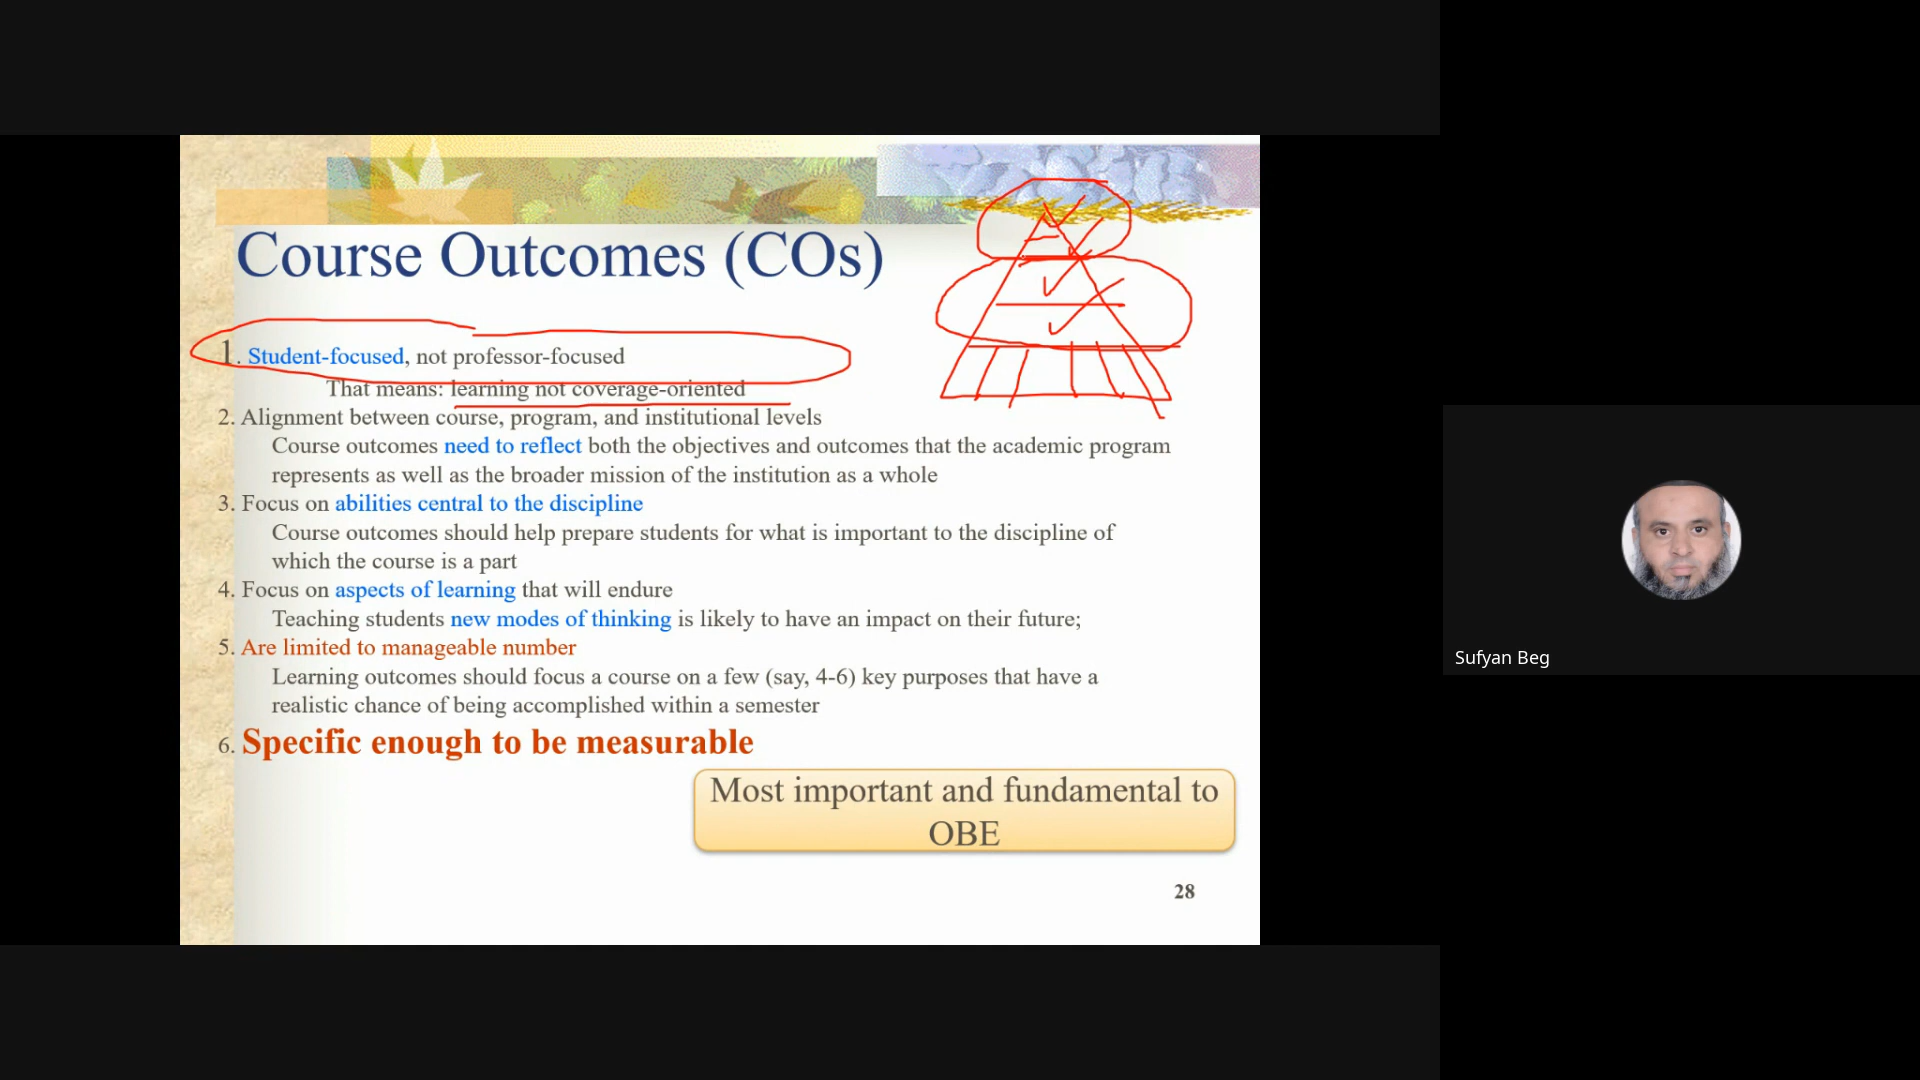 Course Outcomes (COs)
1. Student-focused, not professor-focused
That means: learning not coverage-oriented
2. Alignment between course, program, and institutional levels
Course outcomes need to reflect both the objectives and outcomes that the academic program
represents as well as the broader mission of the institution as a whole
3. Focus on abilities central to the discipline
Course outcomes should help prepare students for what is important to the discipline of
which the course is a part
4. Focus on aspects of learning that will endure
Teaching students new modes of thinking is likely to have an impact on their future;
5. Are limited to manageable number
Learning outcomes should focus a course on a few (say, 4-6) key purposes that have a
realistic chance of being accomplished within a semester
6. Specific enough to be measurable
Most important and fundamental to
OBE
28
Sufyan Beg